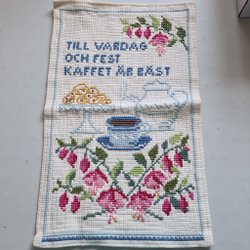 TILL VARDAG
OCH FEST
KAFFET ÄR BÄST